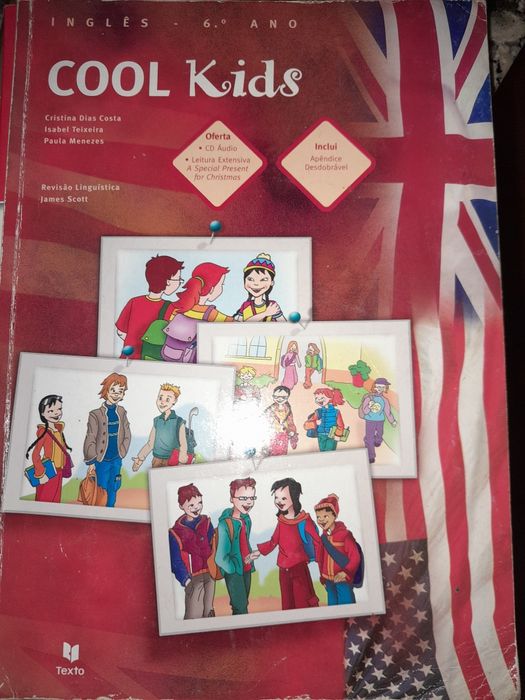 INGLÊS - 6.º ANO
COOL Kids
Cristina Dias Costa
Isabel Teixeira
Paula Menezes
Oferta
• CD Áudio
• Leitura Extensiva
A Special Present
for Christmas
Inclui
Apêndice
Desdobrável
Revisão Linguística
James Scott
Texto